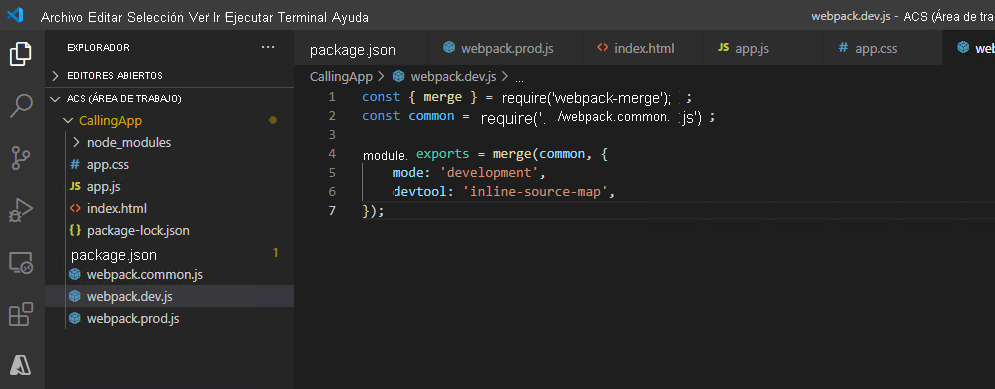 Archivo Editar Selección Ver Ir Ejecutar Terminal Ayuda
webpack.dev.js - ACS (Área de tra
EXPLORADOR ...
package.json webpack.prod.js index.html JS app.js # app.css web
EDITORES ABIERTOS
CallingApp > webpack.dev.js > ...
ACS (ÁREA DE TRABAJO)
CallingApp
node_modules
# app.css
JS app.js
<> index.html
{} package-lock.json
package.json 1
webpack.common.js
webpack.dev.js
webpack.prod.js
1 const { merge } = require('webpack-merge'); ;
2 const common = require('. ./webpack.common. :js') ;
3
4 module. exports = merge(common, {
5 mode: 'development',
6 devtool: 'inline-source-map',
7 });